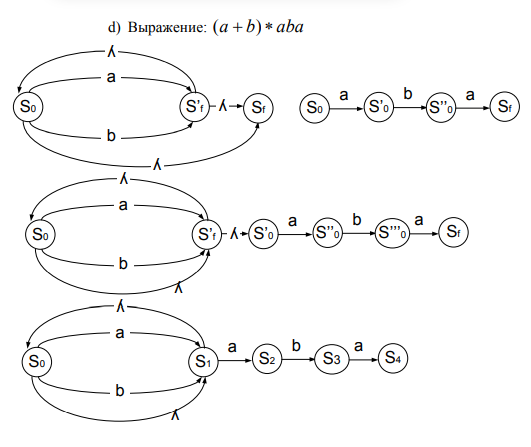 d) Выражение: (a + b) * aba
ʎ
a
S₀ S'f ʎ Sf S₀ a S'₀ b S''₀ a Sf
b
ʎ
ʎ
a
S₀ S'f ʎ S'₀ a S''₀ b S'''₀ a Sf
b
ʎ
ʎ
a
S₀ S₁ a S₂ b S₃ a S₄
b
ʎ